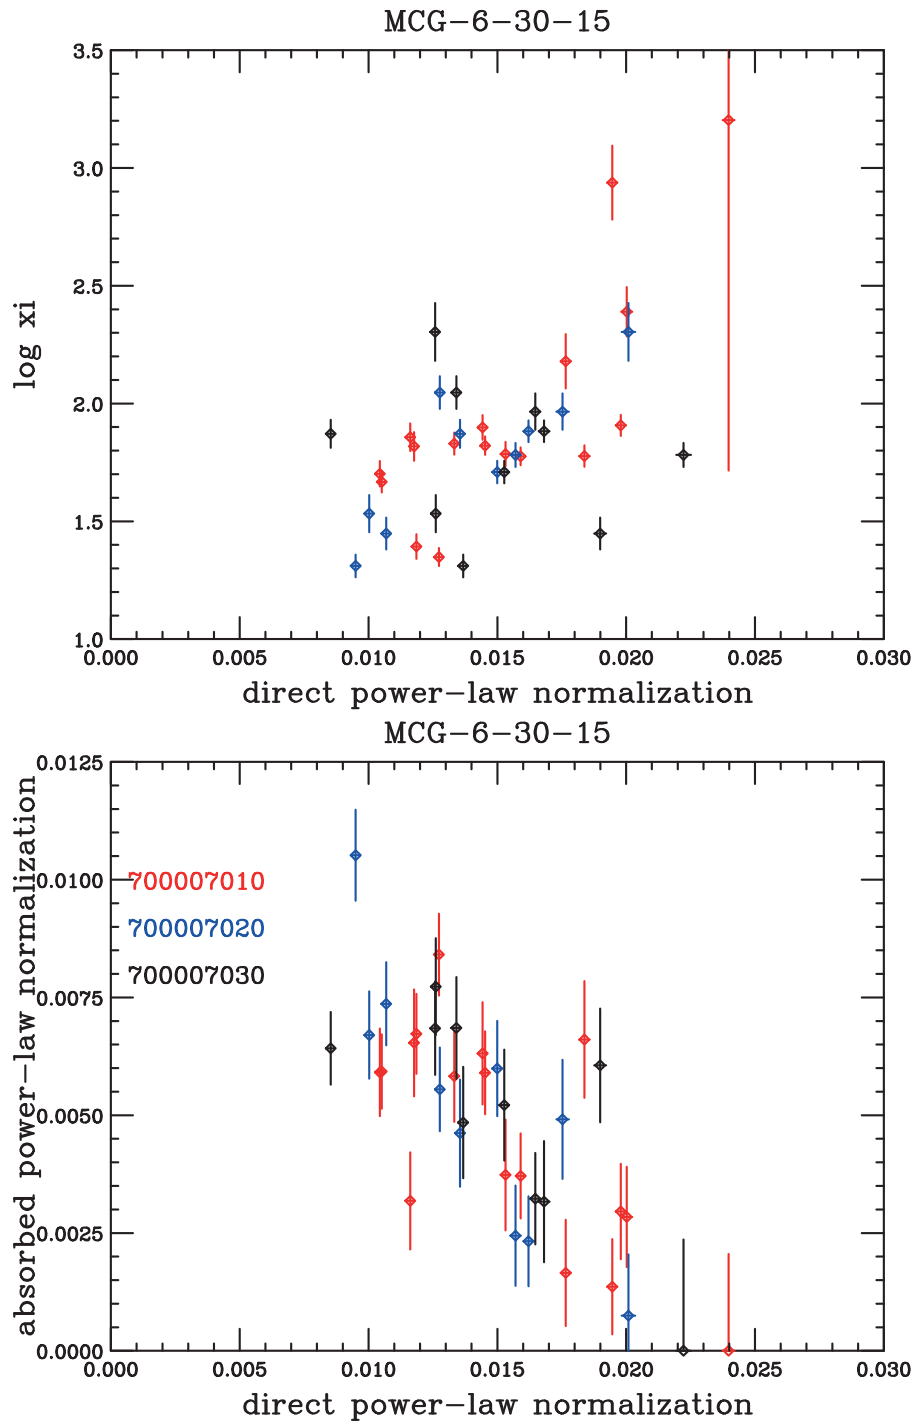 MCG-6-30-15
3.5
3.0
2.5
log xi
2.0
1.5
1.0
0.000 0.005 0.010 0.015 0.020 0.025 0.030
direct power-law normalization
MCG-6-30-15
0.0125
0.0100
700007010
700007020
700007030
0.0075
absorbed power-law normalization
0.0050
0.0025
0.0000
0.000 0.005 0.010 0.015 0.020 0.025 0.030
direct power-law normalization